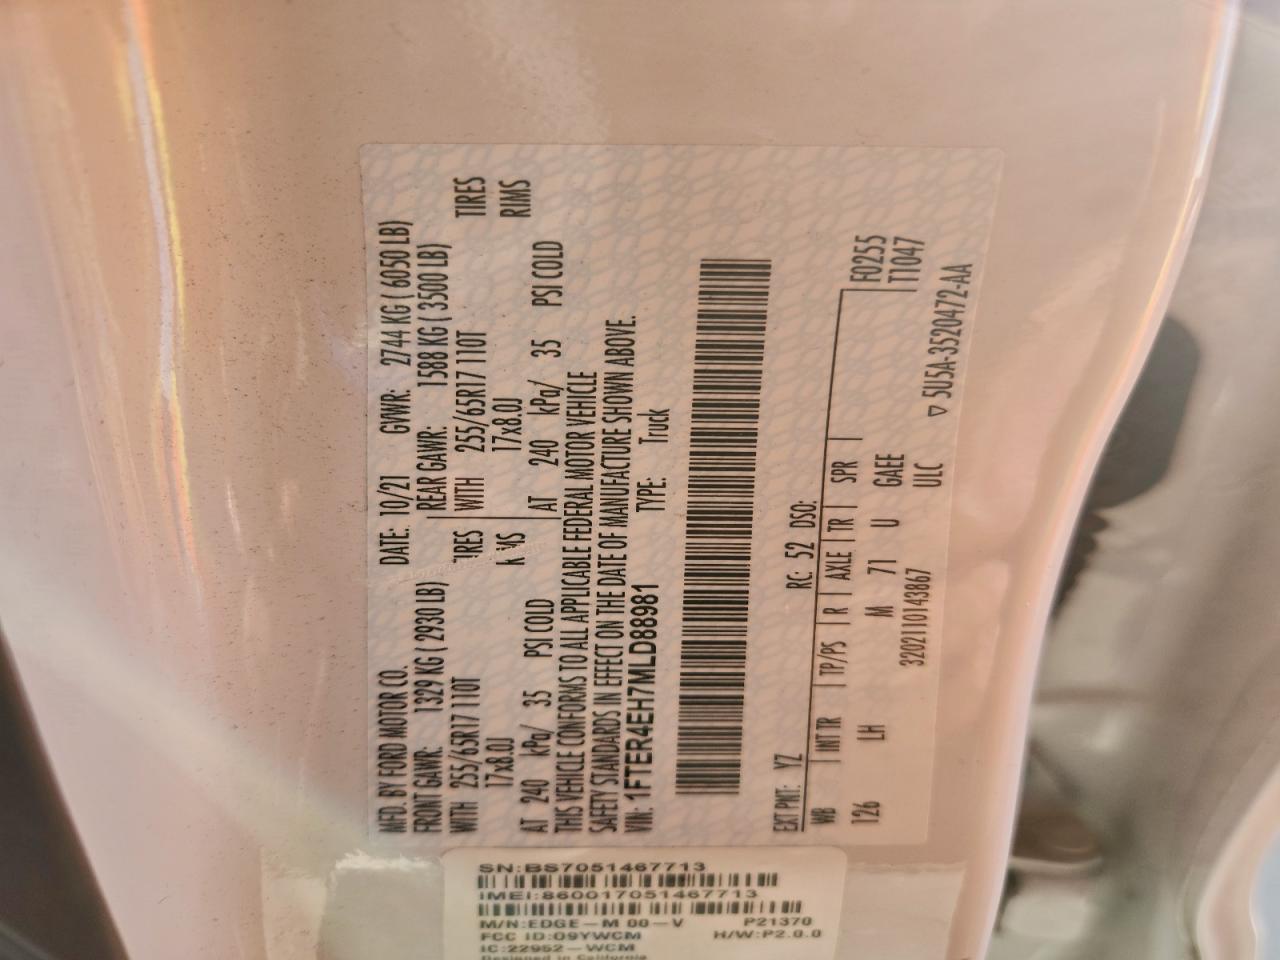 MFD. BY FORD MOTOR CO. DATE: 10/21 GVWR: 2744 KG ( 6050 LB)
FRONT GAWR: 1329 KG ( 2930 LB) REAR GAWR: 1588 KG ( 3500 LB)
WITH 255/65R17 110T TIRES WITH 255/65R17 110T TIRES
17x8.0J 17x8.0J RIMS
AT 240 kPa/ 35 PSI COLD AT 240 kPa/ 35 PSI COLD
THIS VEHICLE CONFORMS TO ALL APPLICABLE FEDERAL MOTOR VEHICLE
SAFETY STANDARDS IN EFFECT ON THE DATE OF MANUFACTURE SHOWN ABOVE.
VIN: 1FTER4EH7MLD88981 TYPE: Truck
EXT PNT: YZ RC: 52 DSO:
WB INT TR TP/PS R AXLE TR SPR F0255
126 LH M 71 U GAEE T1047
3202110143867 ULC
▽ 5U5A-3520472-AA
SN:BS7051467713
IMEI:860017051467713
M/N:EDGE-M 00-V P21370
FCC ID:O9YWCM H/W:P2.0.0
IC:22952-WCM
Designed in California